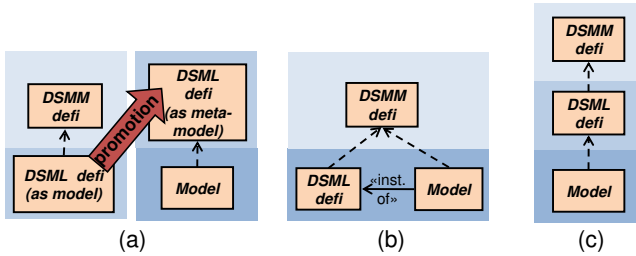 DSMM
defi
DSML defi
(as model)
promotion
DSML
defi
(as meta-
model)
Model
(a)
DSMM
defi
DSML
defi
«inst.
of»
Model
(b)
DSMM
defi
DSML
defi
Model
(c)